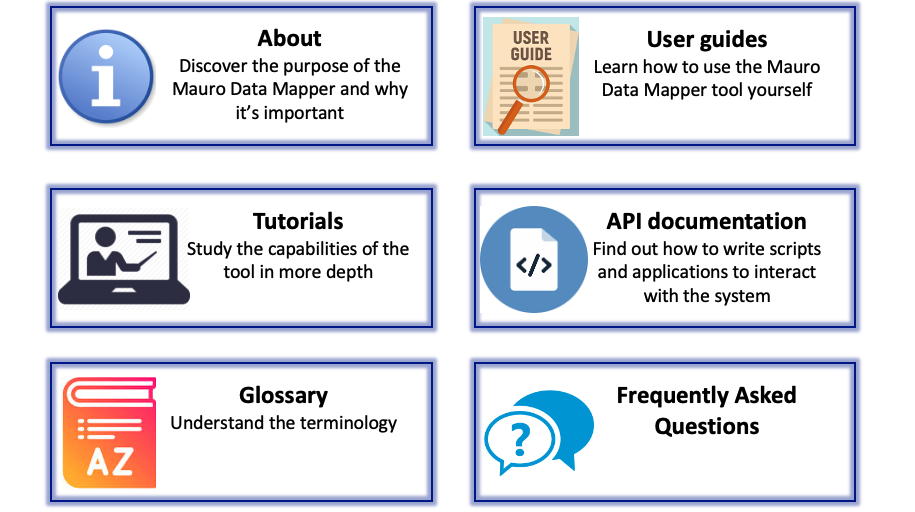 About
Discover the purpose of the
Mauro Data Mapper and why
it’s important
USER
GUIDE
User guides
Learn how to use the Mauro
Data Mapper tool yourself
Tutorials
Study the capabilities of the
tool in more depth
</>
API documentation
Find out how to write scripts
and applications to interact
with the system
AZ
Glossary
Understand the terminology
?
Frequently Asked
Questions